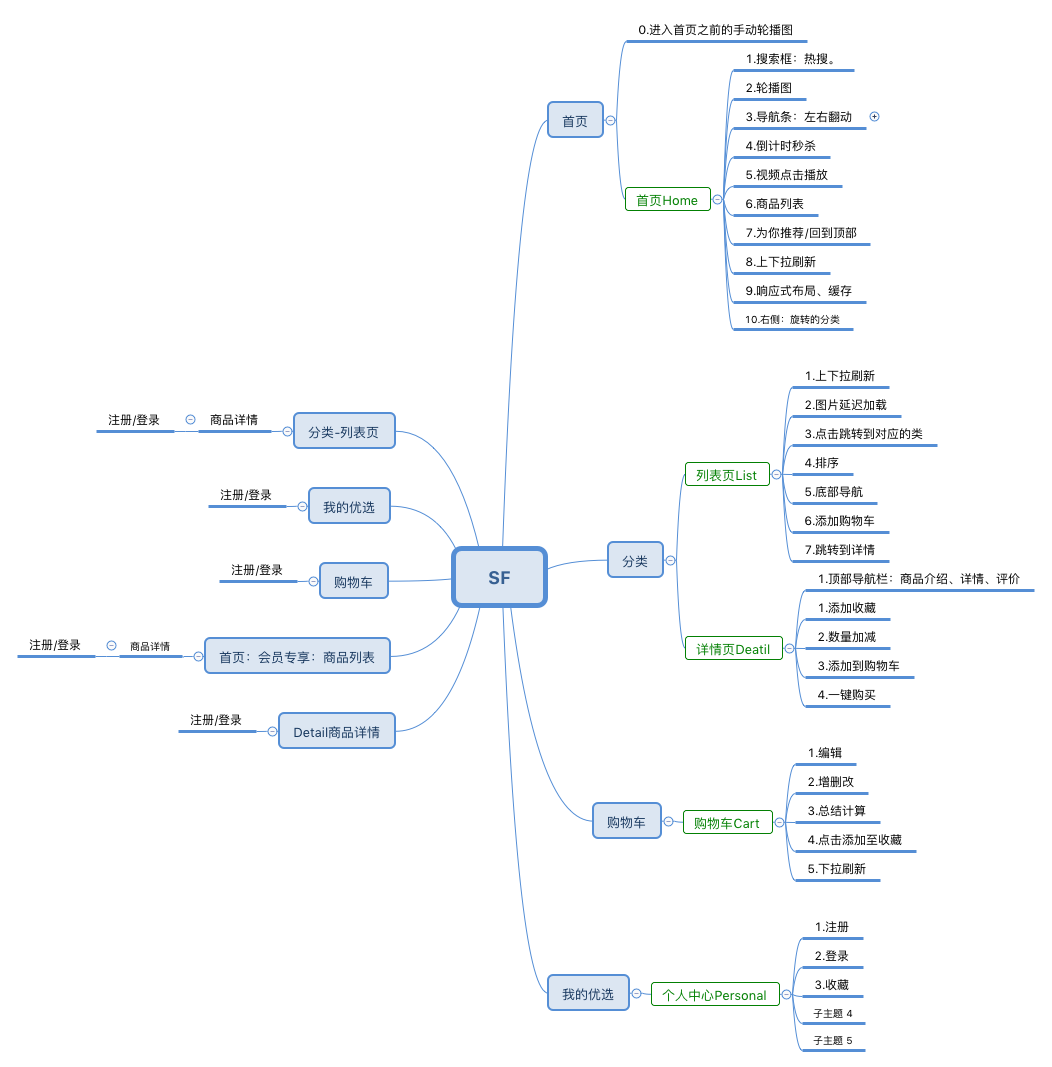 SF
首页
0.进入首页之前的手动轮播图
首页Home
1.搜索框：热搜。
2.轮播图
3.导航条：左右翻动
4.倒计时秒杀
5.视频点击播放
6.商品列表
7.为你推荐/回到顶部
8.上下拉刷新
9.响应式布局、缓存
10.右侧：旋转的分类
分类
列表页List
1.上下拉刷新
2.图片延迟加载
3.点击跳转到对应的类
4.排序
5.底部导航
6.添加购物车
7.跳转到详情
详情页Deatil
1.顶部导航栏：商品介绍、详情、评价
1.添加收藏
2.数量加减
3.添加到购物车
4.一键购买
购物车
购物车Cart
1.编辑
2.增删改
3.总结计算
4.点击添加至收藏
5.下拉刷新
我的优选
个人中心Personal
1.注册
2.登录
3.收藏
子主题 4
子主题 5
分类-列表页
商品详情
注册/登录
我的优选
注册/登录
购物车
注册/登录
首页：会员专享：商品列表
商品详情
注册/登录
Detail商品详情
注册/登录